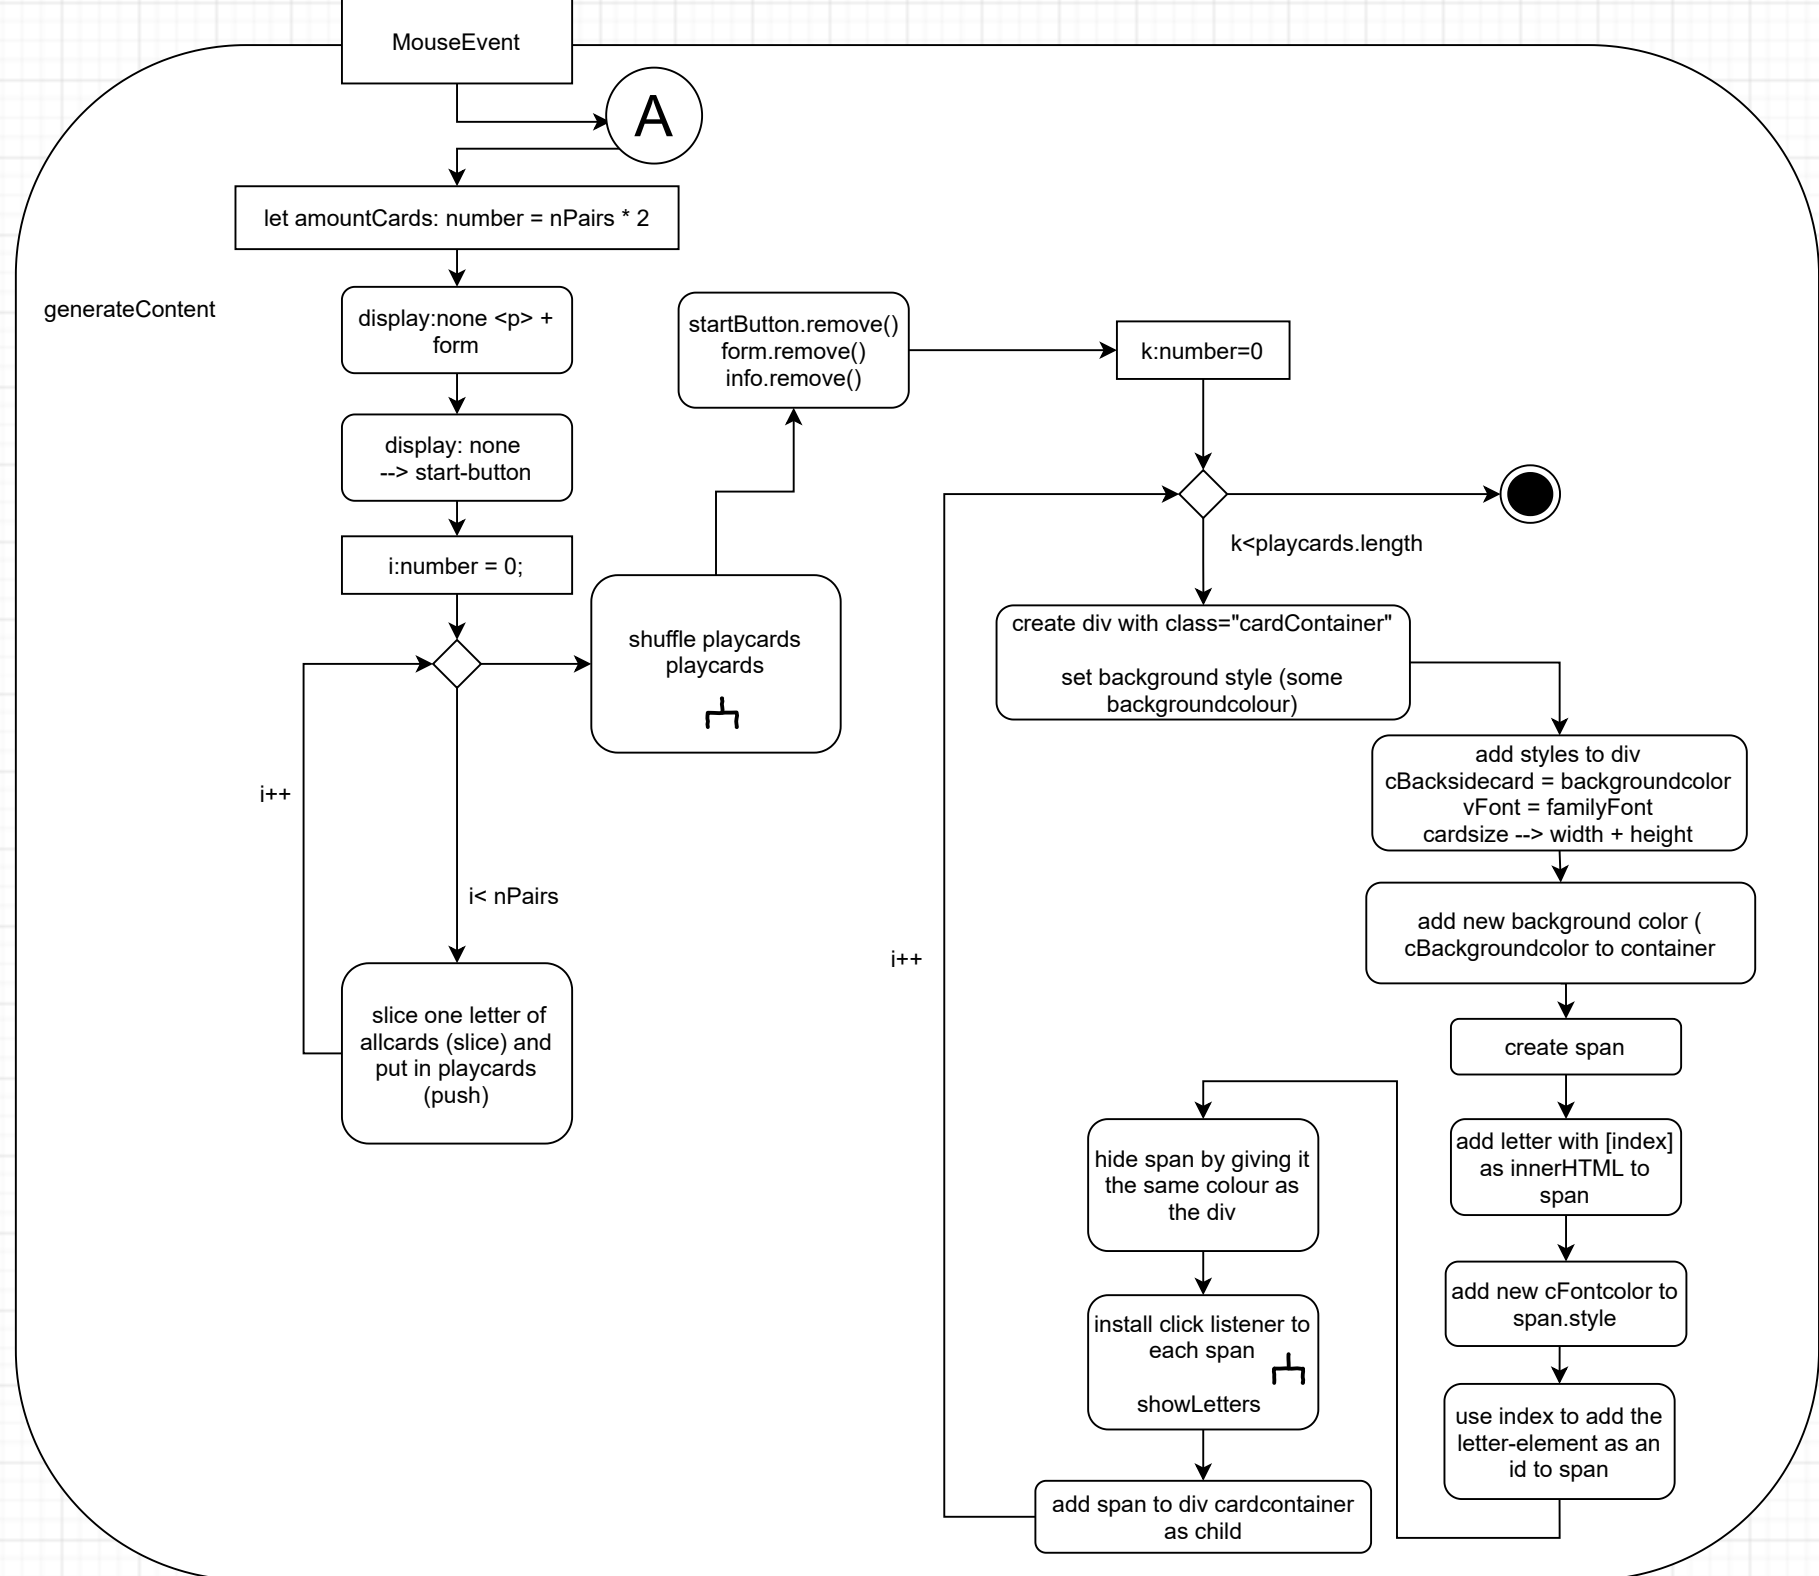 MouseEvent
A
let amountCards: number = nPairs * 2
generateContent
display:none <p> +
form
display: none
--> start-button
i:number = 0;
i++
i< nPairs
slice one letter of
allcards (slice) and
put in playcards
(push)
shuffle playcards
playcards
startButton.remove()
form.remove()
info.remove()
k:number=0
k<playcards.length
create div with class="cardContainer"
set background style (some
backgroundcolour)
add styles to div
cBacksidecard = backgroundcolor
vFont = familyFont
cardsize --> width + height
add new background color (
cBackgroundcolor to container
create span
add letter with [index]
as innerHTML to
span
add new cFontcolor to
span.style
use index to add the
letter-element as an
id to span
hide span by giving it
the same colour as
the div
install click listener to
each span
showLetters
add span to div cardcontainer
as child
i++